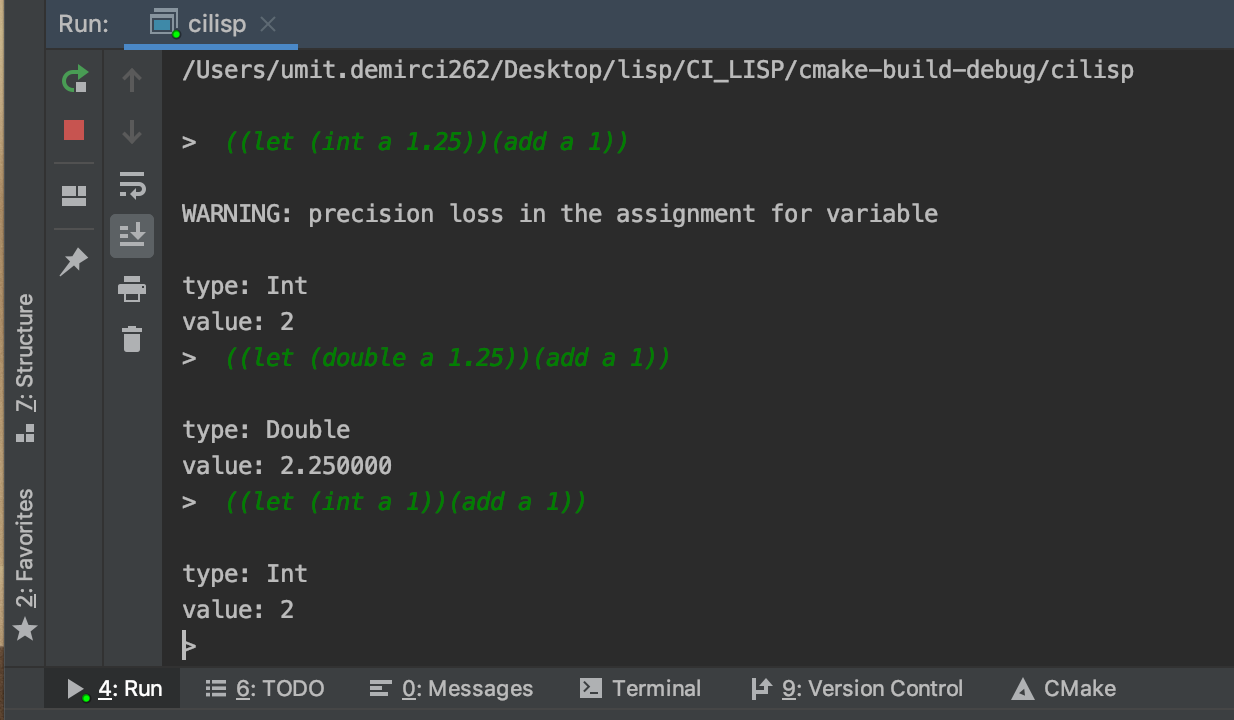 Run: cilisp
/Users/umit.demirci262/Desktop/lisp/CI_LISP/cmake-build-debug/cilisp
> ((let (int a 1.25))(add a 1))
WARNING: precision loss in the assignment for variable
type: Int
value: 2
> ((let (double a 1.25))(add a 1))
type: Double
value: 2.250000
> ((let (int a 1))(add a 1))
type: Int
value: 2
>
7: Structure
2: Favorites
4: Run 6: TODO 0: Messages Terminal 9: Version Control CMake